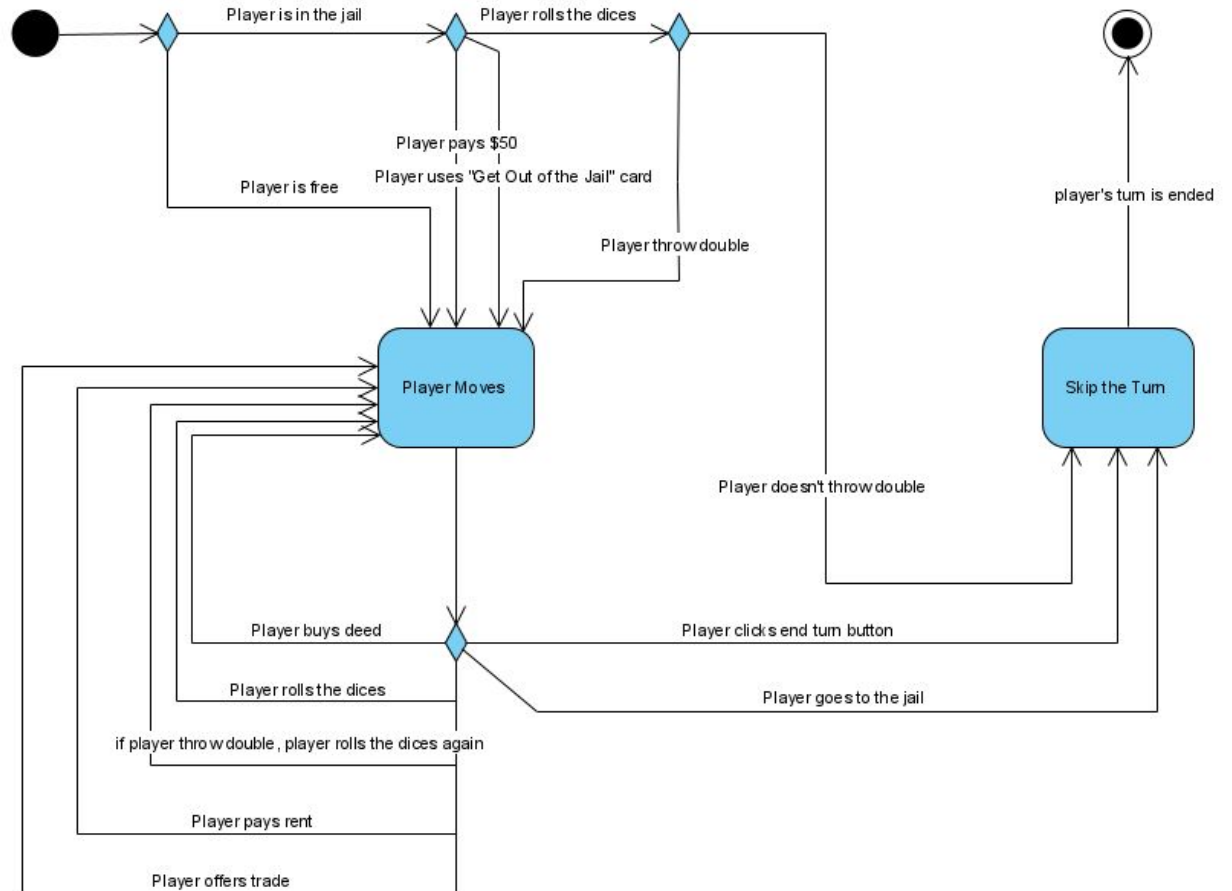 Player is in the jail
Player rolls the dices
Player pays $50
Player uses "Get Out of the Jail" card
Player is free
player's turn is ended
Player throw double
Player Moves
Skip the Turn
Player doesn't throw double
Player buys deed
Player clicks end turn button
Player rolls the dices
Player goes to the jail
if player throw double, player rolls the dices again
Player pays rent
Player offers trade